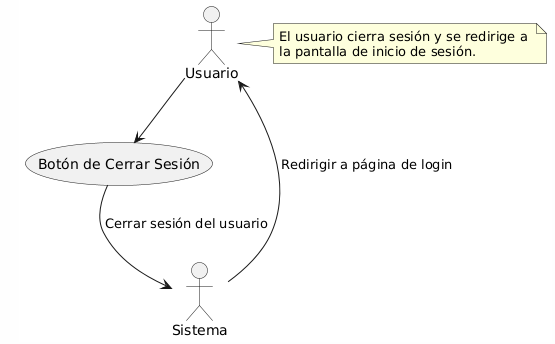 El usuario cierra sesión y se redirige a
la pantalla de inicio de sesión.
Usuario
Botón de Cerrar Sesión
Redirigir a página de login
Cerrar sesión del usuario
Sistema